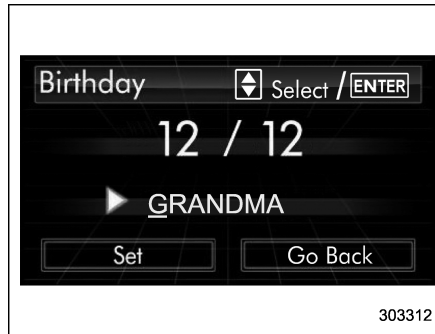 Birthday Select / ENTER
12 / 12
GRANDMA
Set Go Back
303312